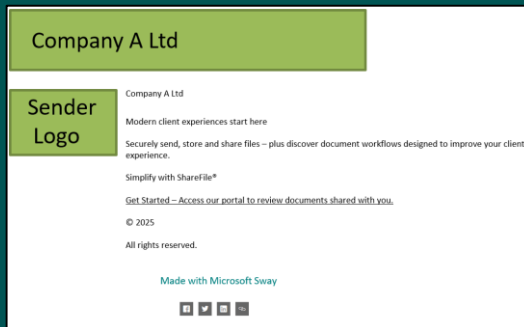 Company A Ltd
Sender
Logo
Company A Ltd
Modern client experiences start here
Securely send, store and share files – plus discover document workflows designed to improve your client
experience.
Simplify with ShareFile®
Get Started – Access our portal to review documents shared with you.
© 2025
All rights reserved.
Made with Microsoft Sway